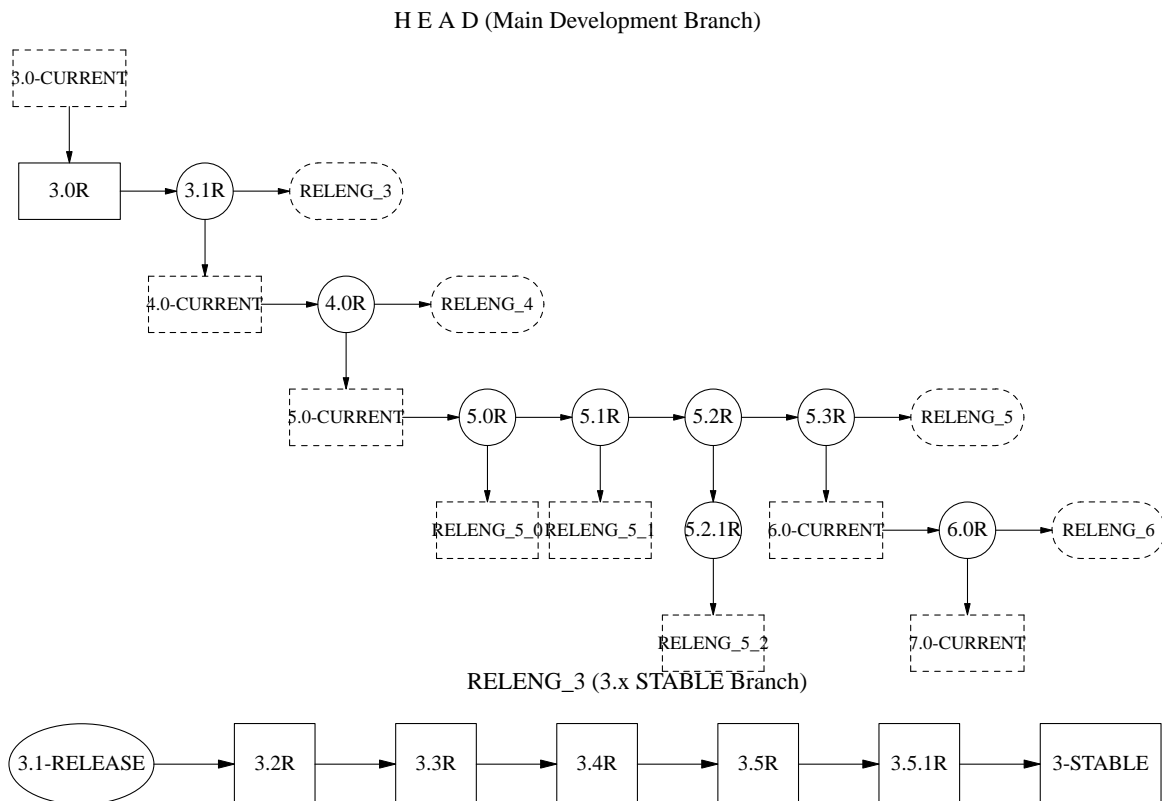 H E A D (Main Development Branch)
3.0-CURRENT
3.0R
3.1R
RELENG_3
4.0-CURRENT
4.0R
RELENG_4
5.0-CURRENT
5.0R
5.1R
5.2R
5.3R
RELENG_5
RELENG_5_0
RELENG_5_1
5.2.1R
6.0-CURRENT
6.0R
RELENG_6
RELENG_5_2
7.0-CURRENT
RELENG_3 (3.x STABLE Branch)
3.1-RELEASE
3.2R
3.3R
3.4R
3.5R
3.5.1R
3-STABLE